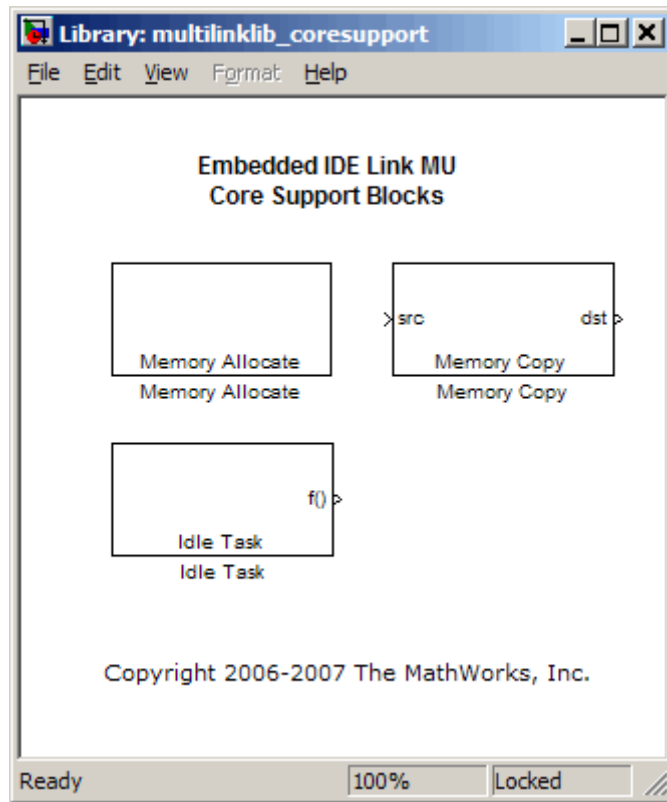 Library: multilinklib_coresupport
File Edit View Format Help
Embedded IDE Link MU
Core Support Blocks
src dst
Memory Allocate Memory Copy
Memory Allocate Memory Copy
f()
Idle Task
Idle Task
Copyright 2006-2007 The MathWorks, Inc.
Ready 100% Locked